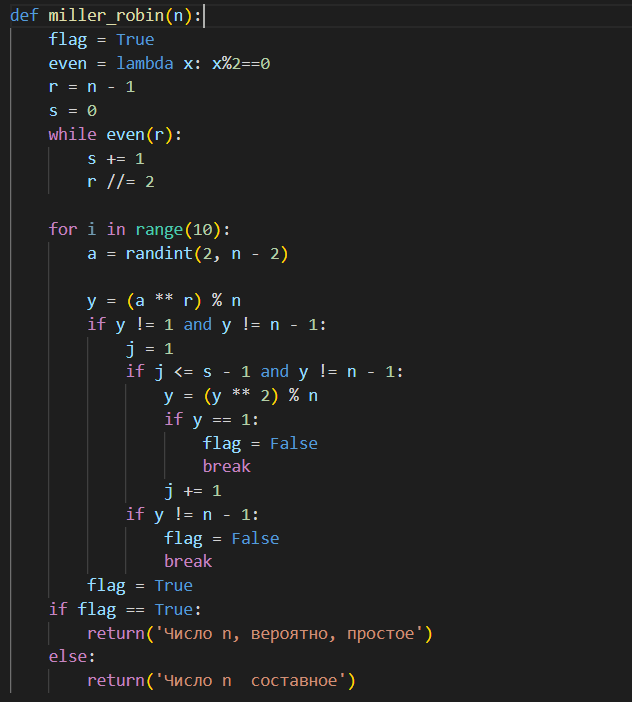 def miller_robin(n):
    flag = True
    even = lambda x: x%2==0
    r = n - 1
    s = 0
    while even(r):
        s += 1
        r //= 2

    for i in range(10):
        a = randint(2, n - 2)

        y = (a ** r) % n
        if y != 1 and y != n - 1:
            j = 1
            if j <= s - 1 and y != n - 1:
                y = (y ** 2) % n
                if y == 1:
                    flag = False
                    break
                j += 1
            if y != n - 1:
                flag = False
                break
        flag = True
    if flag == True:
        return('Число n, вероятно, простое')
    else:
        return('Число n  составное')